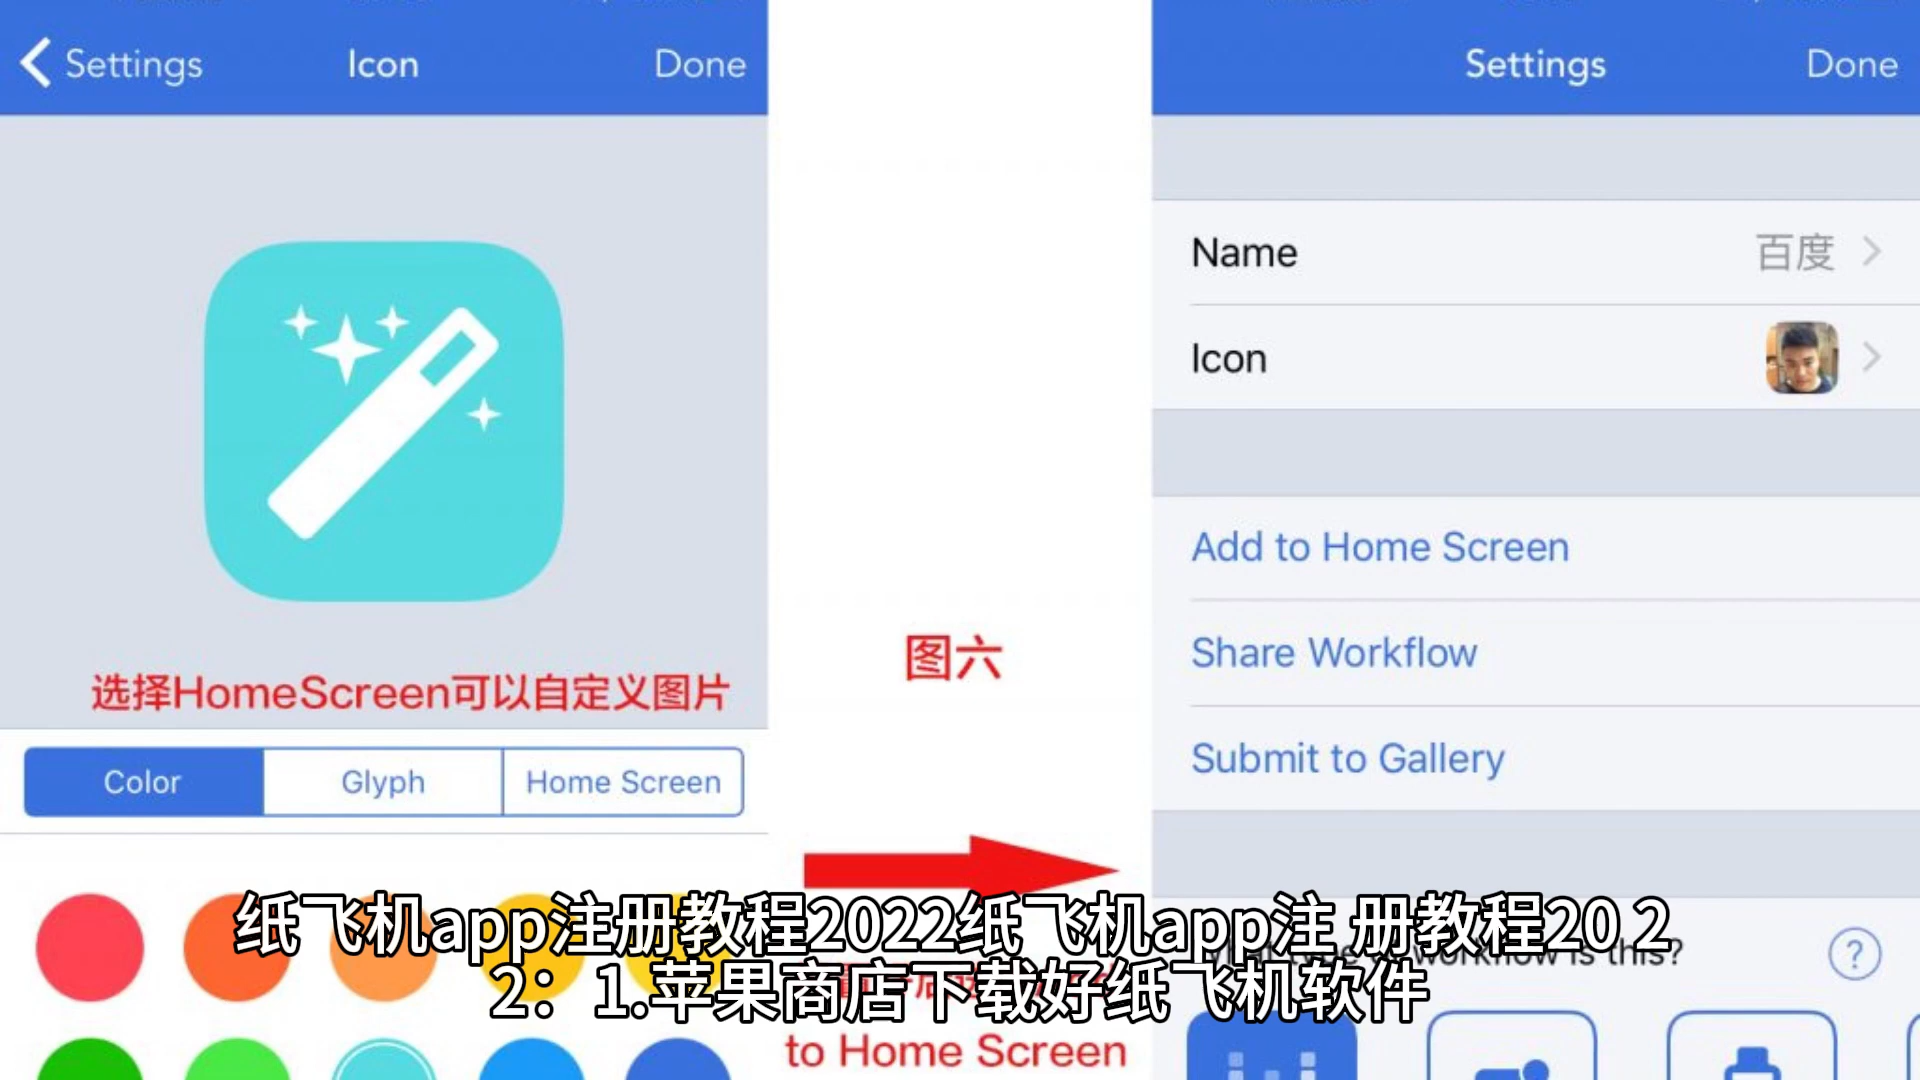 Settings
Icon
Done
选择HomeScreen可以自定义图片
Color
Glyph
Home Screen
图六
to Home Screen
Settings
Done
Name
百度
Icon
Add to Home Screen
Share Workflow
Submit to Gallery
workflow is this?
?
纸飞机app注册教程2022纸飞机app注 册教程20 2
2：1.苹果商店下载好纸飞机软件